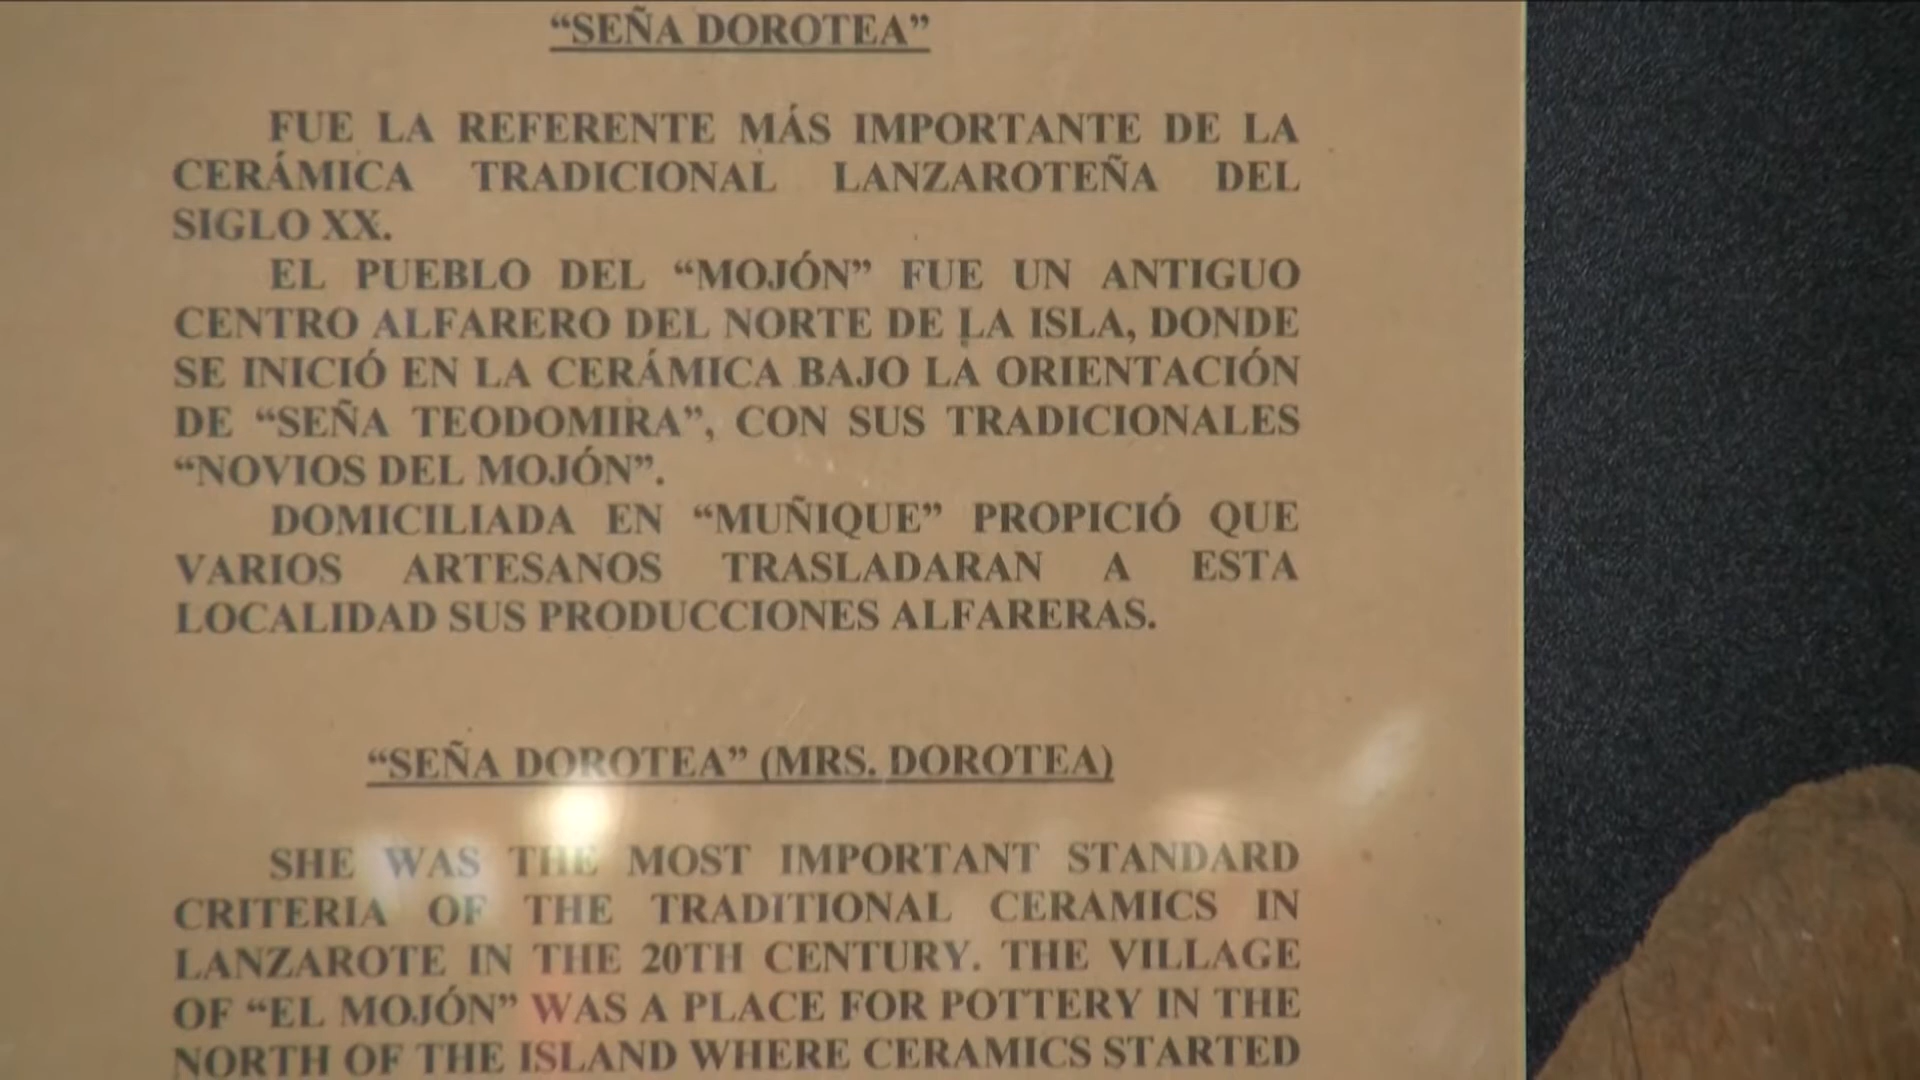 “SEÑA DOROTEA”
FUE LA REFERENTE MÁS IMPORTANTE DE LA
CERÁMICA TRADICIONAL LANZAROTEÑA DEL
SIGLO XX.
EL PUEBLO DEL “MOJÓN” FUE UN ANTIGUO
CENTRO ALFARERO DEL NORTE DE LA ISLA, DONDE
SE INICIÓ EN LA CERÁMICA BAJO LA ORIENTACIÓN
DE “SEÑA TEODOMIRA”, CON SUS TRADICIONALES
“NOVIOS DEL MOJÓN”.
DOMICILIADA EN “MUÑIQUE” PROPICIÓ QUE
VARIOS ARTESANOS TRASLADARAN A ESTA
LOCALIDAD SUS PRODUCCIONES ALFARERAS.
“SEÑA DOROTEA” (MRS. DOROTEA)
SHE WAS THE MOST IMPORTANT STANDARD
CRITERIA OF THE TRADITIONAL CERAMICS IN
LANZAROTE IN THE 20TH CENTURY. THE VILLAGE
OF “EL MOJÓN” WAS A PLACE FOR POTTERY IN THE
NORTH OF THE ISLAND WHERE CERAMICS STARTED